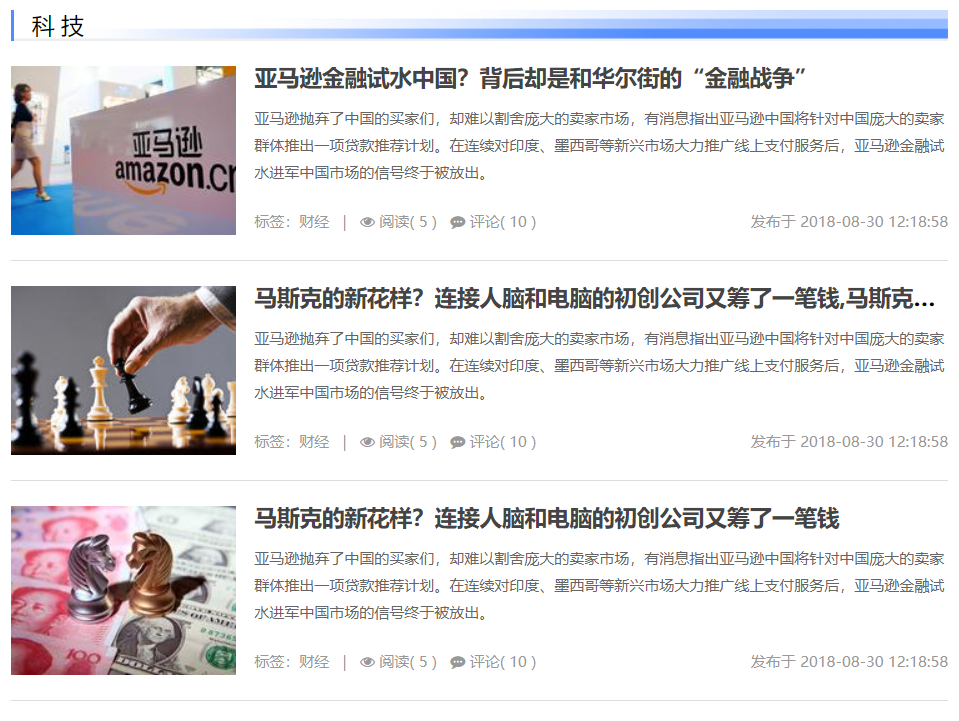 科技
亚马逊金融试水中国？背后却是和华尔街的“金融战争”
亚马逊
amazon.cn
亚马逊抛弃了中国的买家们，却难以割舍庞大的卖家市场，有消息指出亚马逊中国将针对中国庞大的卖家
群体推出一项贷款推荐计划。在连续对印度、墨西哥等新兴市场大力推广线上支付服务后，亚马逊金融试
水进军中国市场的信号终于被放出。
标签：财经 | 阅读( 5 ) 评论( 10 ) 发布于 2018-08-30 12:18:58
马斯克的新花样？连接人脑和电脑的初创公司又筹了一笔钱,马斯克...
亚马逊抛弃了中国的买家们，却难以割舍庞大的卖家市场，有消息指出亚马逊中国将针对中国庞大的卖家
群体推出一项贷款推荐计划。在连续对印度、墨西哥等新兴市场大力推广线上支付服务后，亚马逊金融试
水进军中国市场的信号终于被放出。
标签：财经 | 阅读( 5 ) 评论( 10 ) 发布于 2018-08-30 12:18:58
马斯克的新花样？连接人脑和电脑的初创公司又筹了一笔钱
亚马逊抛弃了中国的买家们，却难以割舍庞大的卖家市场，有消息指出亚马逊中国将针对中国庞大的卖家
群体推出一项贷款推荐计划。在连续对印度、墨西哥等新兴市场大力推广线上支付服务后，亚马逊金融试
水进军中国市场的信号终于被放出。
100
标签：财经 | 阅读( 5 ) 评论( 10 ) 发布于 2018-08-30 12:18:58